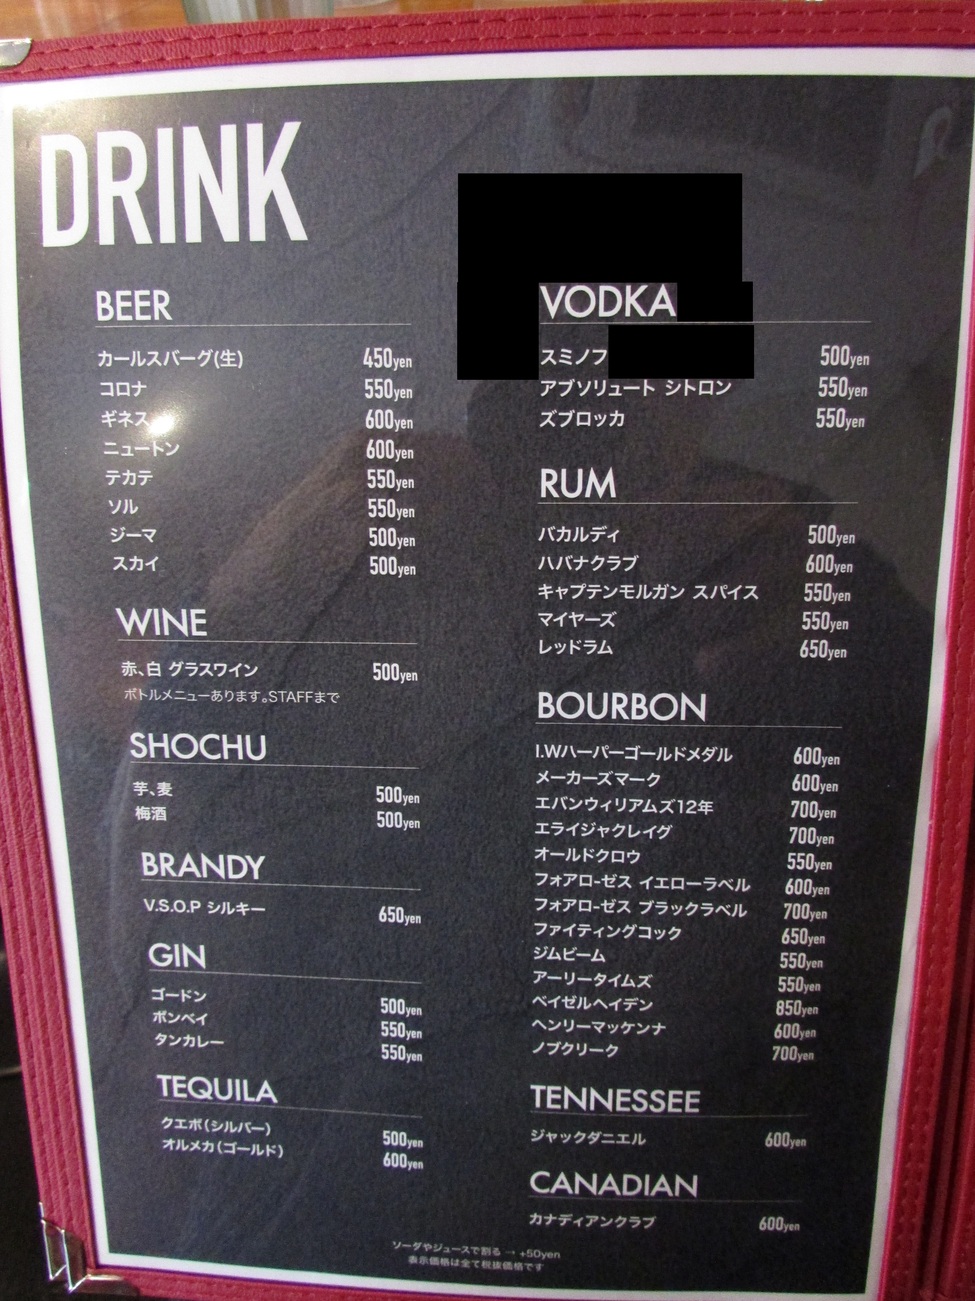 DRINK
BEER
カールスバーグ(生) 450yen
コロナ 550yen
ギネス 600yen
ニュートン 600yen
テカテ 550yen
ソル 550yen
ジーマ 500yen
スカイ 500yen
WINE
赤、白 グラスワイン 500yen
ボトルメニューあります。STAFFまで
SHOCHU
芋、麦 500yen
梅酒 500yen
BRANDY
V.S.O.P シルキー 650yen
GIN
ゴードン 500yen
ボンベイ 550yen
タンカレー 550yen
TEQUILA
クエボ(シルバー) 500yen
オルメカ(ゴールド) 600yen
VODKA
スミノフ 500yen
アブソリュート シトロン 550yen
ズブロッカ 550yen
RUM
バカルディ 500yen
ハバナクラブ 600yen
キャプテンモルガン スパイス 550yen
マイヤーズ 550yen
レッドラム 650yen
BOURBON
I.Wハーパーゴールドメダル 600yen
メーカーズマーク 600yen
エバンウィリアムズ12年 700yen
エライジャクレイグ 700yen
オールドクロウ 550yen
フォアローゼス イエローラベル 600yen
フォアローゼス ブラックラベル 700yen
ファイティングコック 650yen
ジムビーム 550yen
アーリータイムズ 550yen
ベイゼルヘイデン 850yen
ヘンリーマッケンナ 600yen
ノブクリーク 700yen
TENNESSEE
ジャックダニエル 600yen
CANADIAN
カナディアンクラブ 600yen
ソーダやジュースで割る → +50yen
表示価格は全て税抜価格です